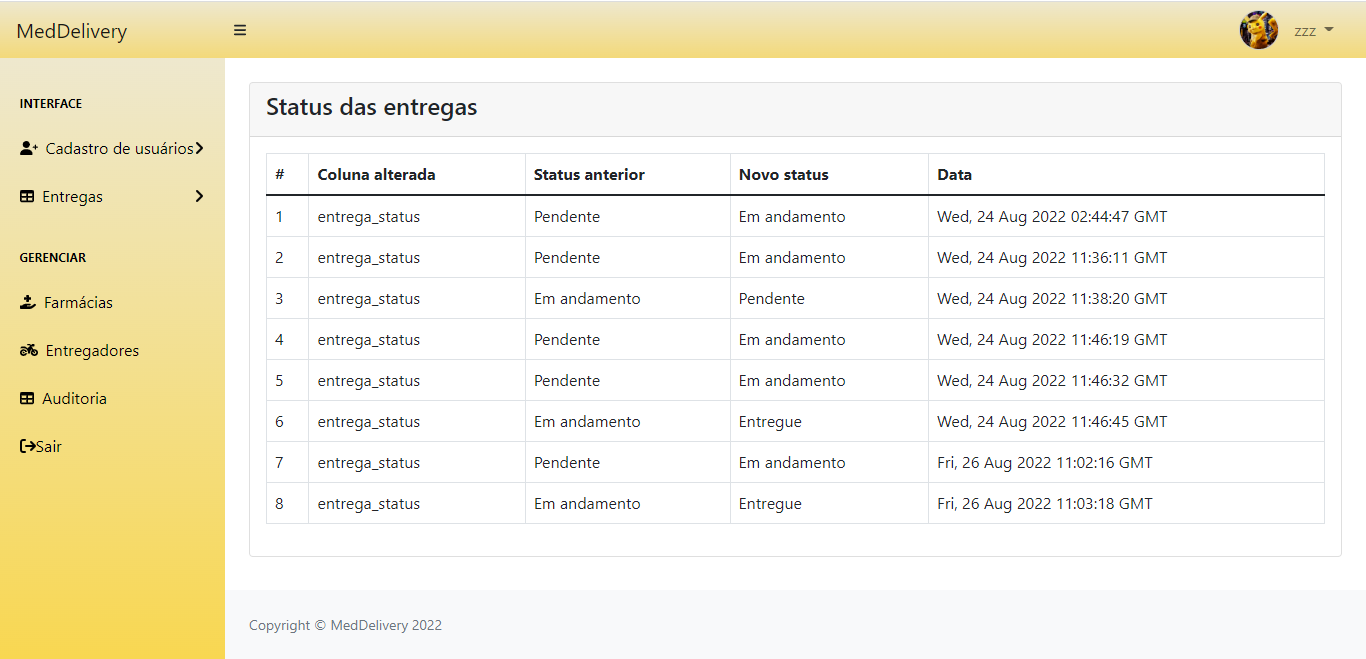 MedDelivery
zzz
INTERFACE
Cadastro de usuários
Entregas
GERENCIAR
Farmácias
Entregadores
Auditoria
Sair
Status das entregas
# Coluna alterada Status anterior Novo status Data
1 entrega_status Pendente Em andamento Wed, 24 Aug 2022 02:44:47 GMT
2 entrega_status Pendente Em andamento Wed, 24 Aug 2022 11:36:11 GMT
3 entrega_status Em andamento Pendente Wed, 24 Aug 2022 11:38:20 GMT
4 entrega_status Pendente Em andamento Wed, 24 Aug 2022 11:46:19 GMT
5 entrega_status Pendente Em andamento Wed, 24 Aug 2022 11:46:32 GMT
6 entrega_status Em andamento Entregue Wed, 24 Aug 2022 11:46:45 GMT
7 entrega_status Pendente Em andamento Fri, 26 Aug 2022 11:02:16 GMT
8 entrega_status Em andamento Entregue Fri, 26 Aug 2022 11:03:18 GMT
Copyright © MedDelivery 2022